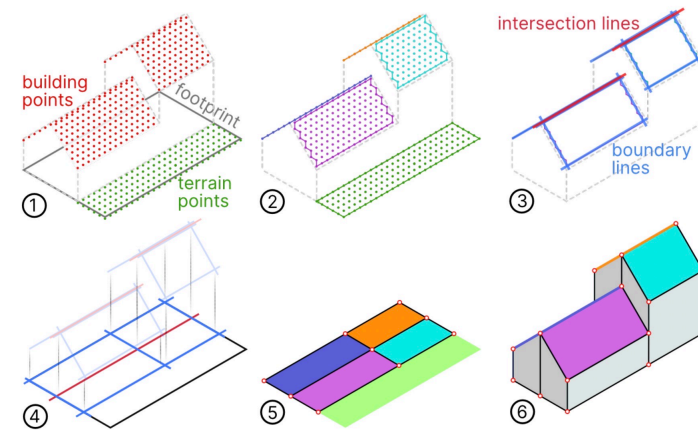 building
points
footprint
terrain
points
1
2
intersection lines
boundary
lines
3
4
5
6